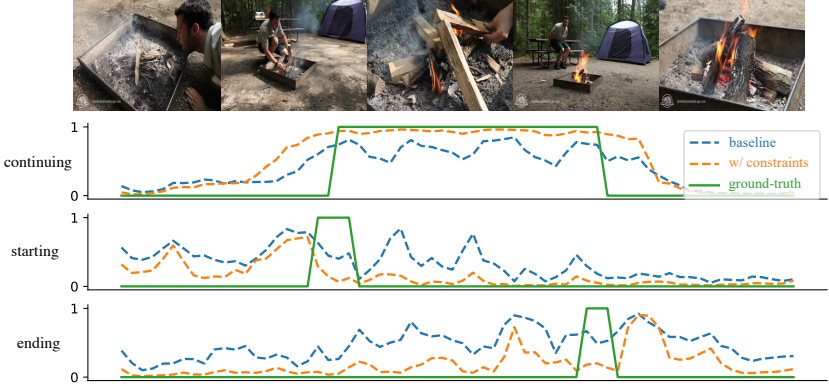 continuing
1
0
baseline
w/ constraints
ground-truth
starting
1
0
ending
1
0